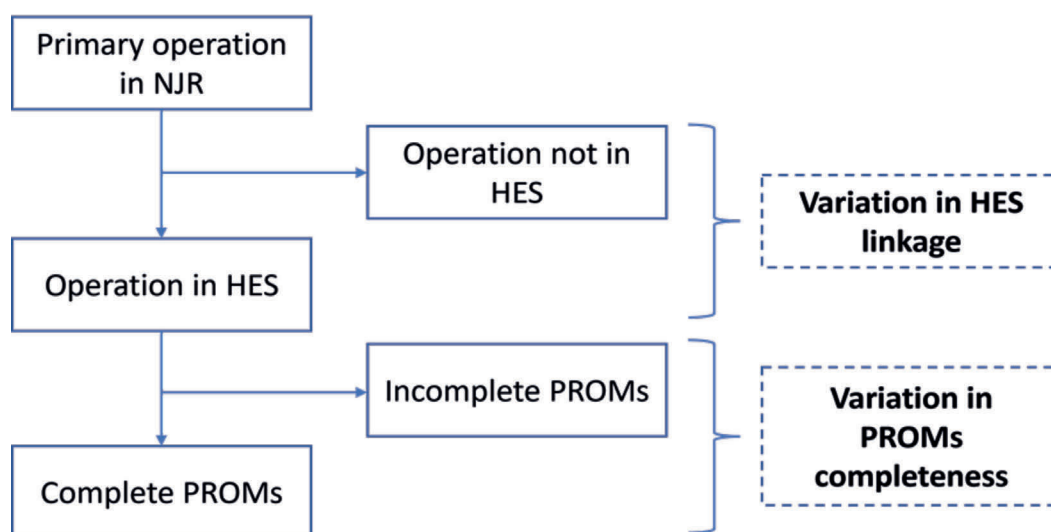 Primary operation
in NJR
Operation not in
HES
Variation in HES
linkage
Operation in HES
Incomplete PROMs
Variation in
PROMs
completeness
Complete PROMs